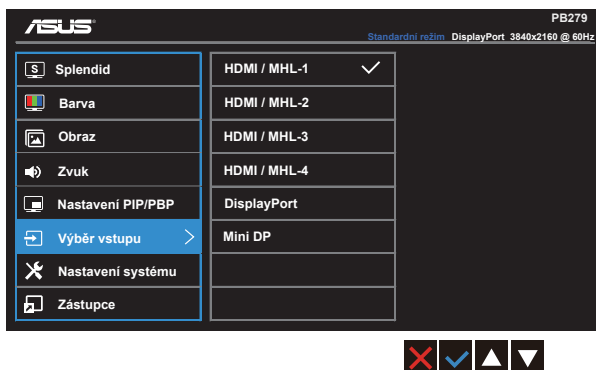 ASUS
PB279
Standardní režim DisplayPort 3840x2160 @ 60Hz
S Splendid
Barva
Obraz
Zvuk
Nastavení PIP/PBP
Výběr vstupu
Nastavení systému
Zástupce
HDMI / MHL-1
HDMI / MHL-2
HDMI / MHL-3
HDMI / MHL-4
DisplayPort
Mini DP